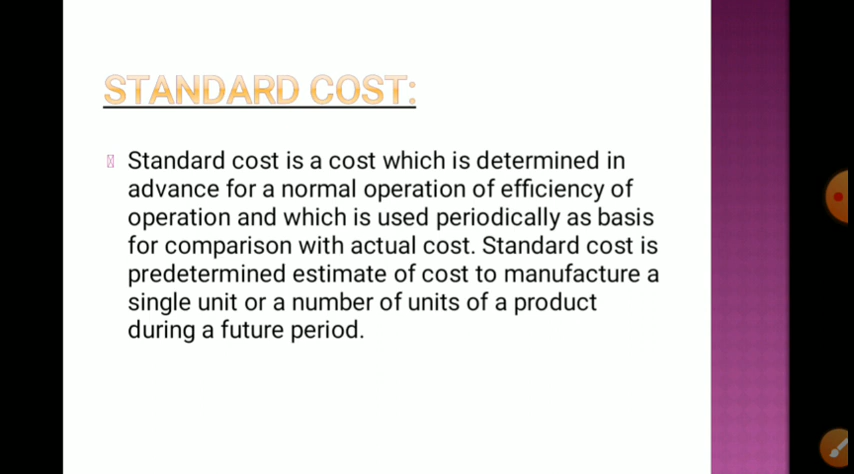 STANDARD COST:
Standard cost is a cost which is determined in
advance for a normal operation of efficiency of
operation and which is used periodically as basis
for comparison with actual cost. Standard cost is
predetermined estimate of cost to manufacture a
single unit or a number of units of a product
during a future period.